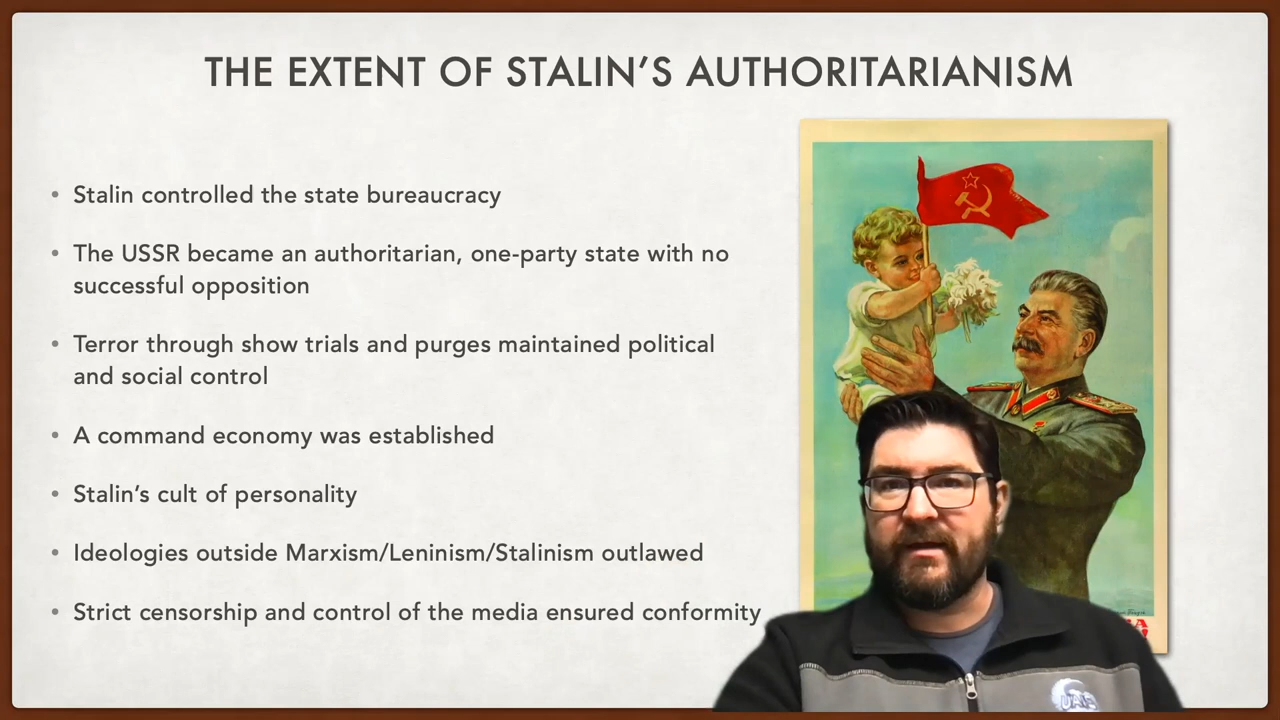 THE EXTENT OF STALIN’S AUTHORITARIANISM
• Stalin controlled the state bureaucracy
• The USSR became an authoritarian, one-party state with no
successful opposition
• Terror through show trials and purges maintained political
and social control
• A command economy was established
• Stalin’s cult of personality
• Ideologies outside Marxism/Leninism/Stalinism outlawed
• Strict censorship and control of the media ensured conformity